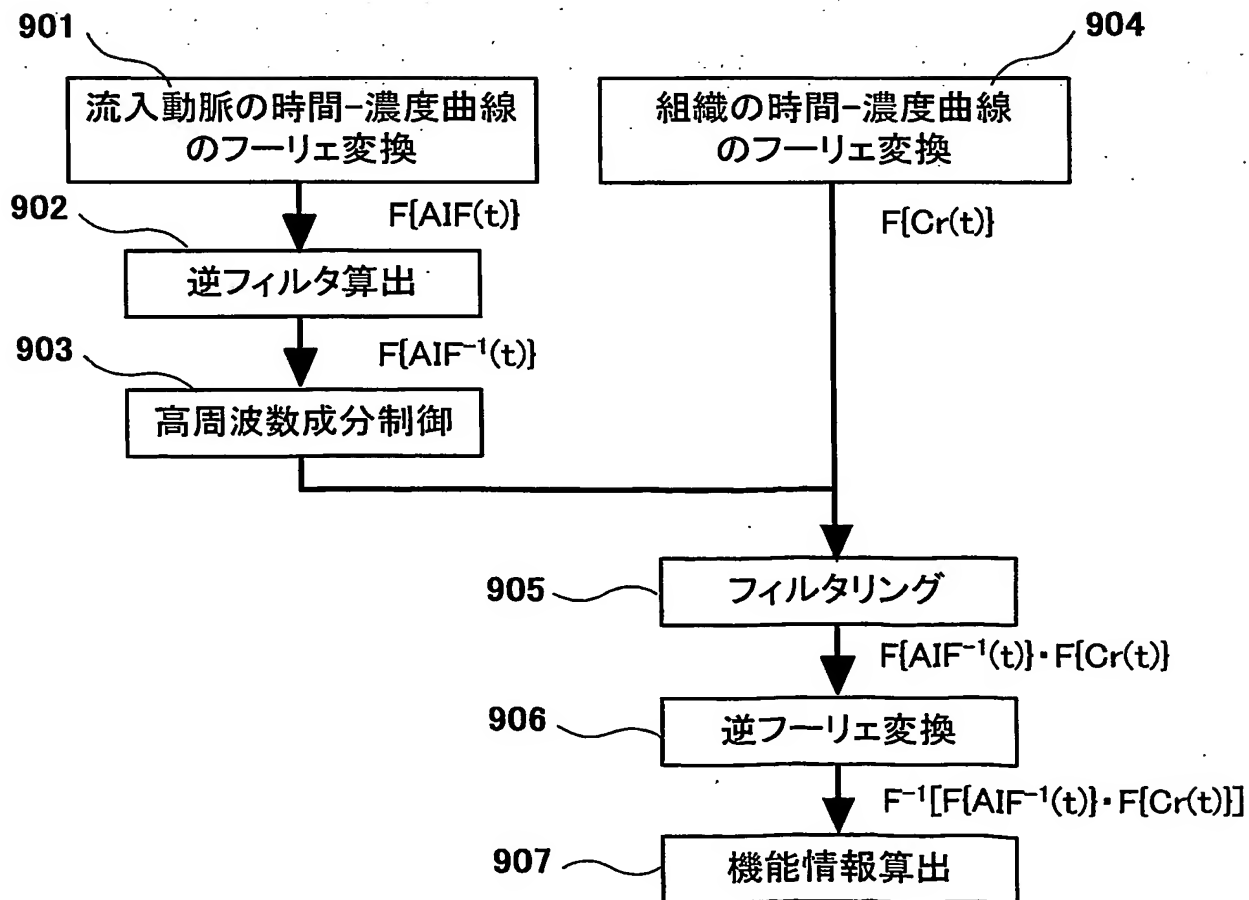 901
流入動脈の時間-濃度曲線
のフーリェ変換
904
組織の時間-濃度曲線
のフーリェ変換
F{AIF(t)}
F{Cr(t)}
902
逆フィルタ算出
F{AIF⁻¹(t)}
903
高周波数成分制御
905
フィルタリング
F{AIF⁻¹(t)}・F{Cr(t)}
906
逆フーリェ変換
F⁻¹[F{AIF⁻¹(t)}・F{Cr(t)}]
907
機能情報算出